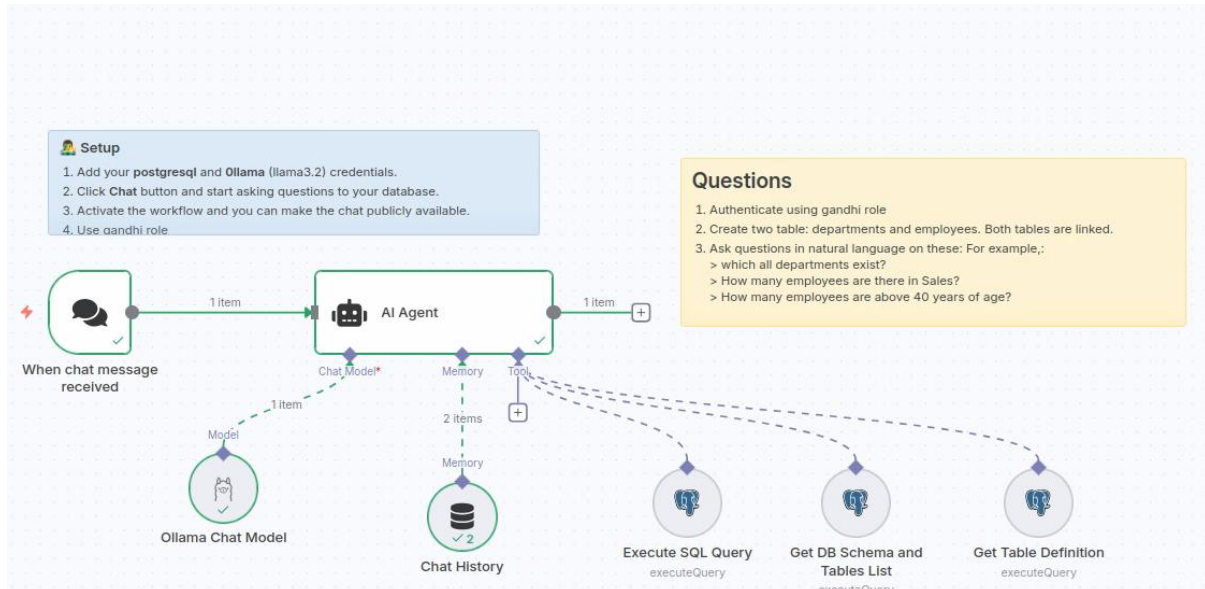 Setup
1. Add your postgresql and 0llama (llama3.2) credentials.
2. Click Chat button and start asking questions to your database.
3. Activate the workflow and you can make the chat publicly available.
4. Use gandhi role
Questions
1. Authenticate using gandhi role
2. Create two table: departments and employees. Both tables are linked.
3. Ask questions in natural language on these: For example,:
> which all departments exist?
> How many employees are there in Sales?
> How many employees are above 40 years of age?
1 item
AI Agent
1 item
When chat message
received
Chat Model*
Memory
Tool
1 item
2 items
Model
Memory
2
Ollama Chat Model
Chat History
Execute SQL Query
executeQuery
Get DB Schema and
Tables List
executeQuery
Get Table Definition
executeQuery